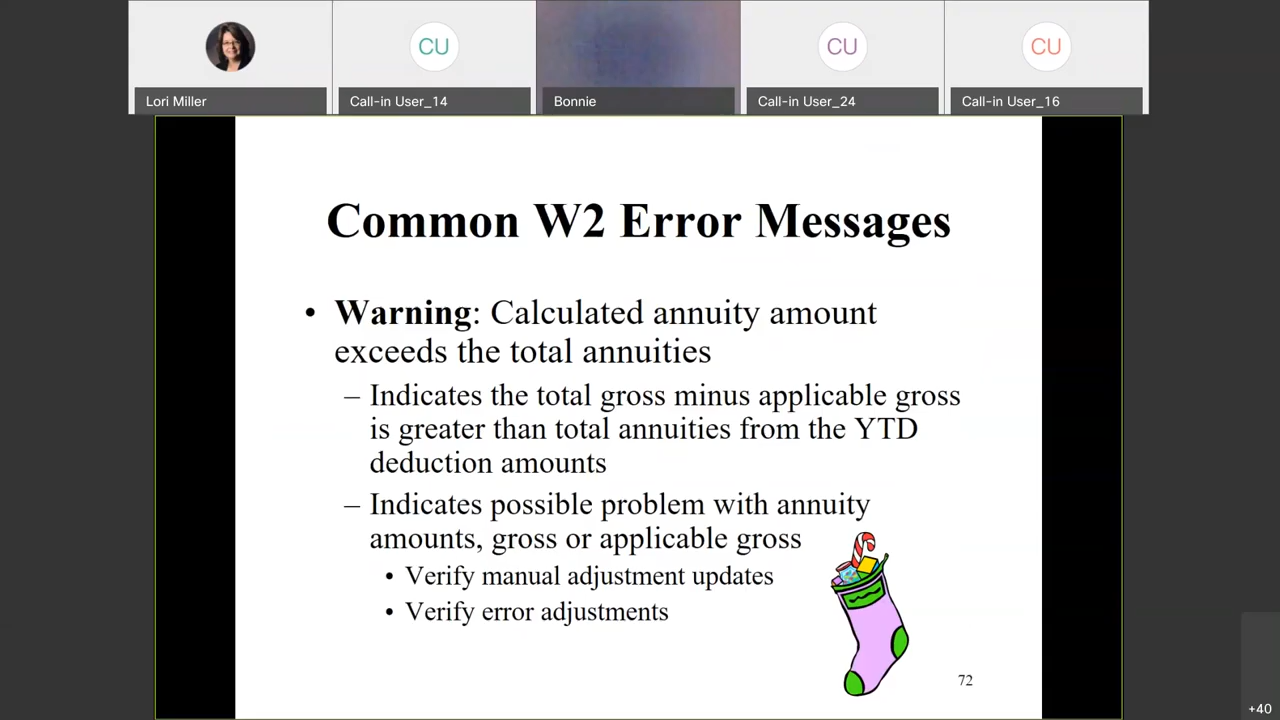 CU
CU
CU
Lori Miller
Call-in User_14
Bonnie
Call-in User_24
Call-in User_16
Common W2 Error Messages
• Warning: Calculated annuity amount
exceeds the total annuities
– Indicates the total gross minus applicable gross
is greater than total annuities from the YTD
deduction amounts
– Indicates possible problem with annuity
amounts, gross or applicable gross
• Verify manual adjustment updates
• Verify error adjustments
72
+40